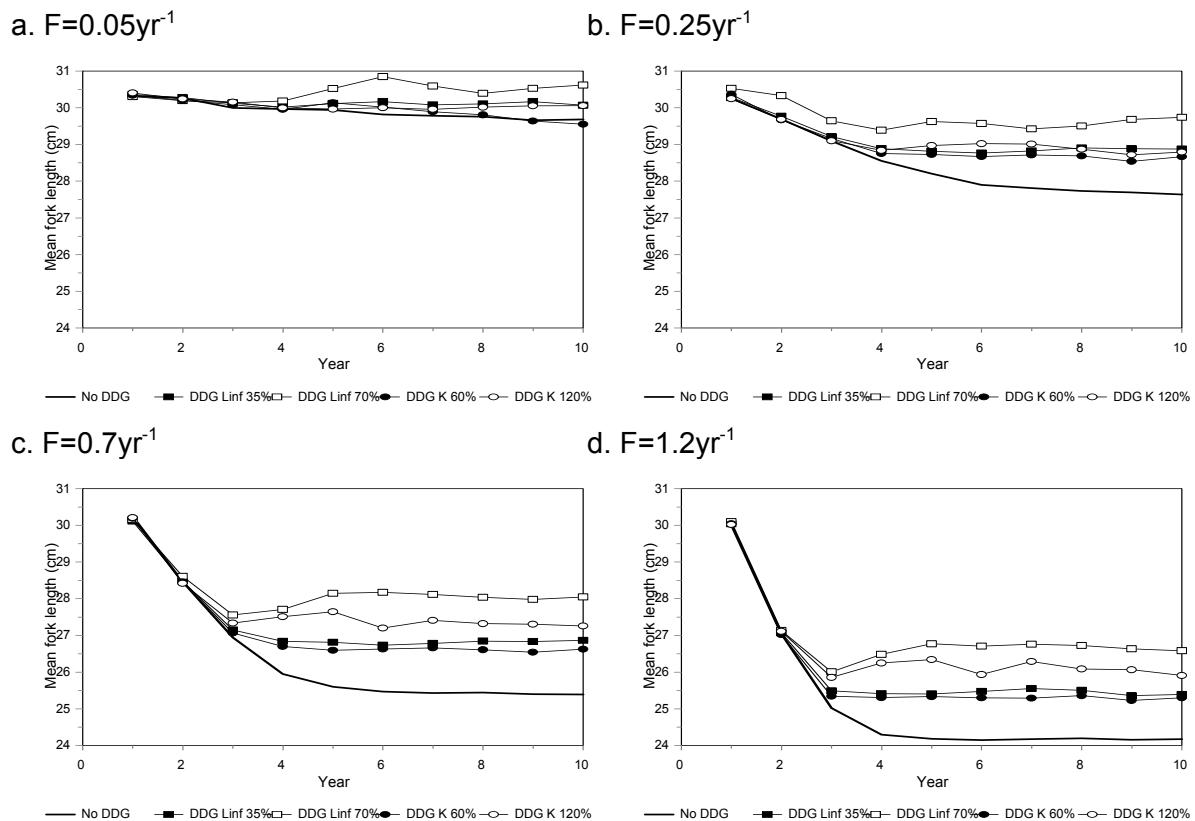 a. F=0.05yr-1
b. F=0.25yr-1
Mean fork length (cm)
31
30
29
28
27
26
25
24
0 2 4 6 8 10
Year
No DDG DDG Linf 35% DDG Linf 70% DDG K 60% DDG K 120%
Mean fork length (cm)
31
30
29
28
27
26
25
24
0 2 4 6 8 10
Year
No DDG DDG Linf 35% DDG Linf 70% DDG K 60% DDG K 120%
c. F=0.7yr-1
d. F=1.2yr-1
Mean fork length (cm)
31
30
29
28
27
26
25
24
0 2 4 6 8 10
Year
No DDG DDG Linf 35% DDG Linf 70% DDG K 60% DDG K 120%
Mean fork length (cm)
31
30
29
28
27
26
25
24
0 2 4 6 8 10
Year
No DDG DDG Linf 35% DDG Linf 70% DDG K 60% DDG K 120%